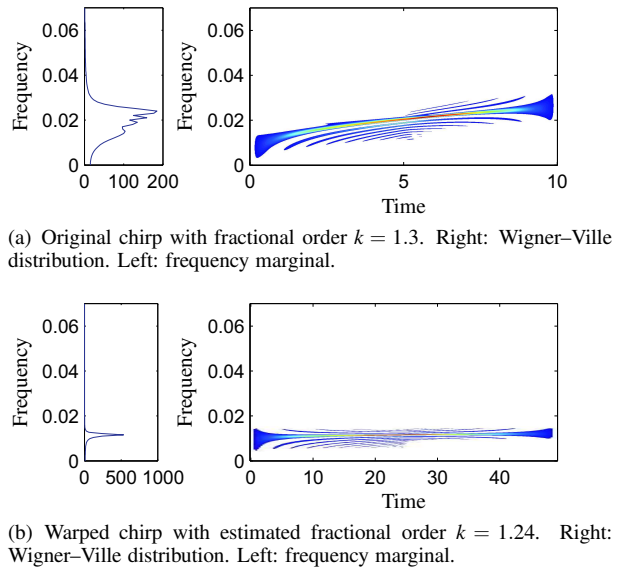 0.06
0.04
0.02
0
Frequency
0 100 200
0.06
0.04
0.02
0
Frequency
0 5 10
Time
(a) Original chirp with fractional order k = 1.3. Right: Wigner–Ville
distribution. Left: frequency marginal.
0.06
0.04
0.02
0
Frequency
0 500 1000
0.06
0.04
0.02
0
Frequency
0 10 20 30 40
Time
(b) Warped chirp with estimated fractional order k = 1.24. Right:
Wigner–Ville distribution. Left: frequency marginal.